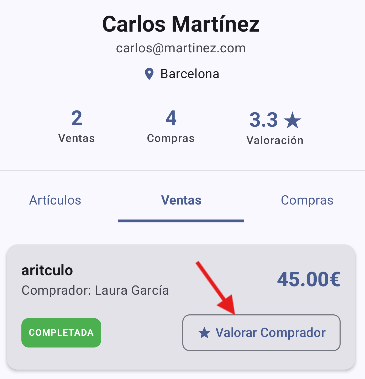 Carlos Martínez
carlos@martinez.com
Barcelona
2 4 3.3 ★
Ventas Compras Valoración
Artículos Ventas Compras
aritculo
45.00€
Comprador: Laura García
COMPLETADA
★ Valorar Comprador